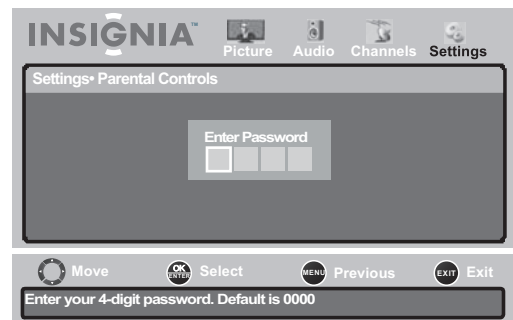 INSIGNIA™
Picture Audio Channels Settings
Settings• Parental Controls
Enter Password
Move OK ENTER Select MENU Previous EXIT Exit
Enter your 4-digit password. Default is 0000